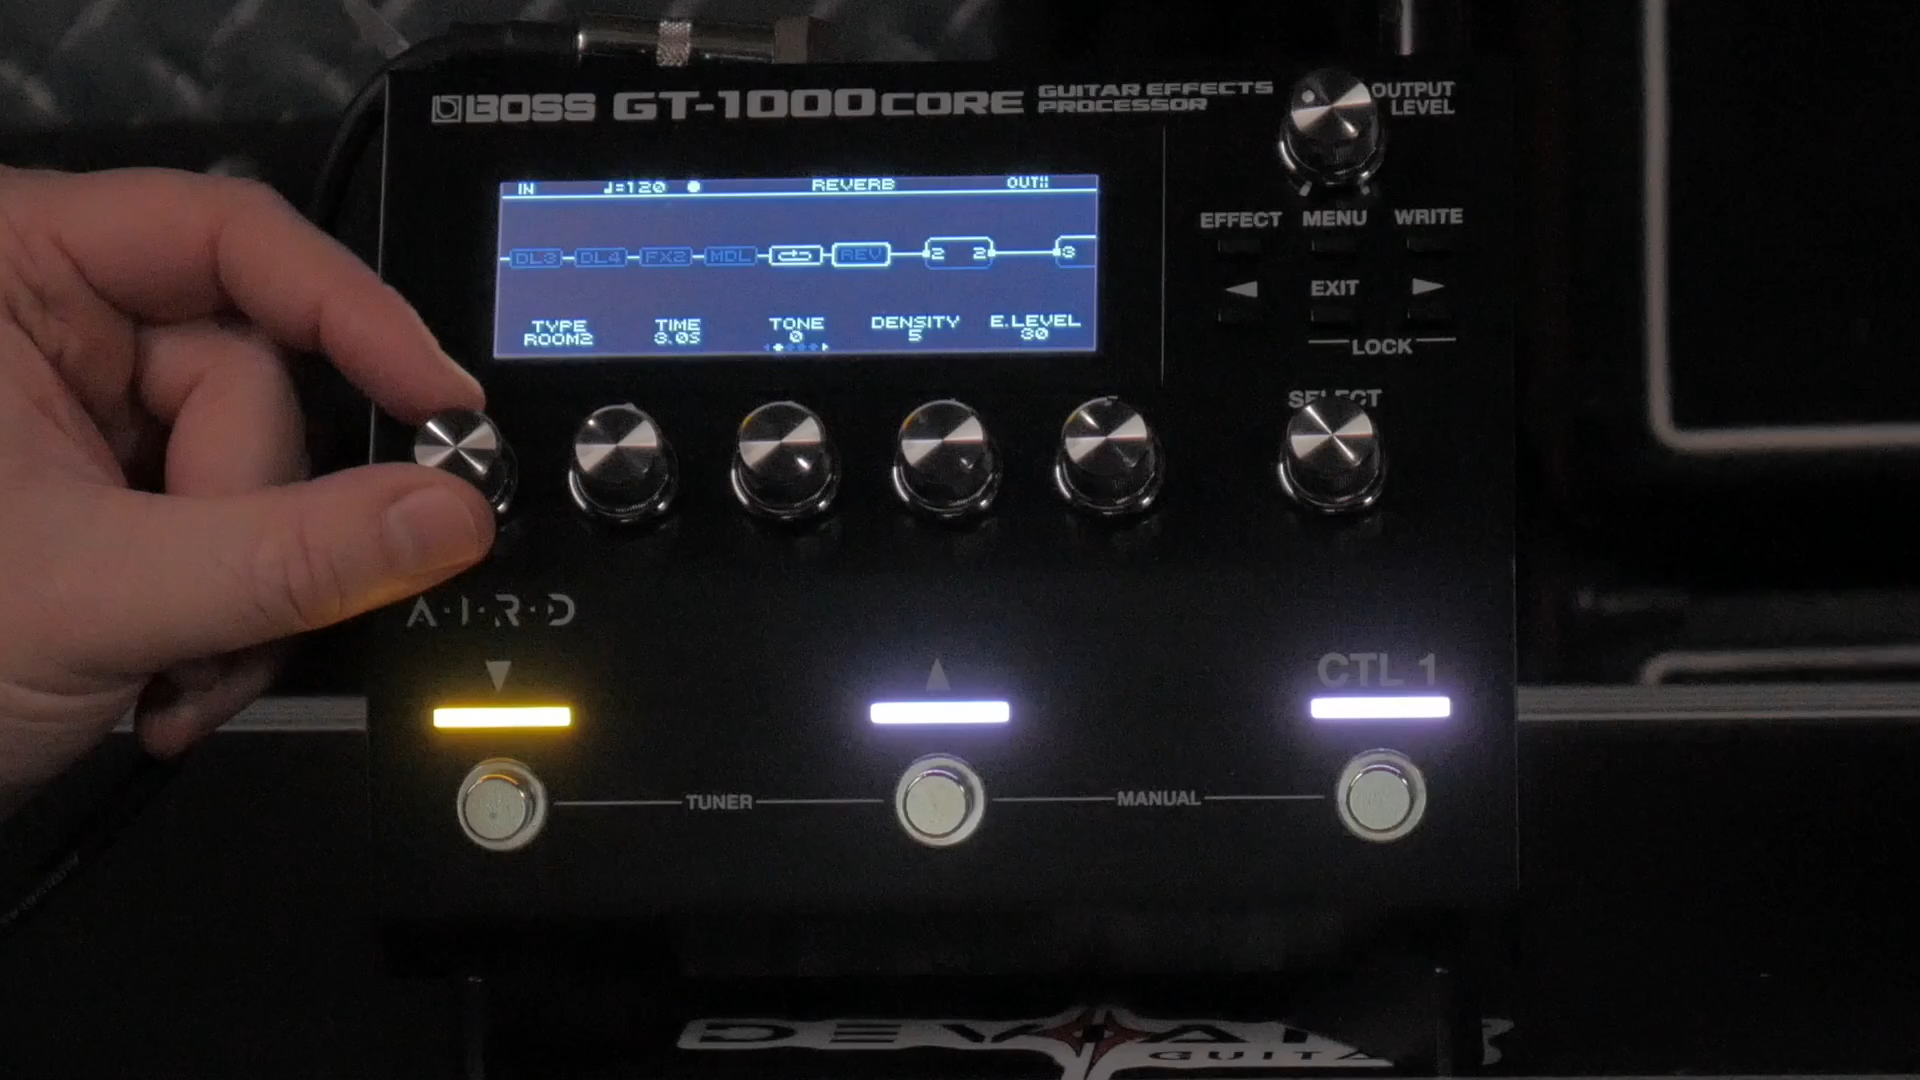 BOSS GT-1000CORE GUITAR EFFECTS PROCESSOR
OUTPUT LEVEL
IN ♩=120 REVERB OUT
DL3 DL4 FX2 MDL REV 2 2 3
TYPE TIME TONE DENSITY E.LEVEL
ROOM2 3.0S 0 5 30
EFFECT MENU WRITE
EXIT
LOCK
SELECT
A·I·R·D
CTL 1
TUNER MANUAL